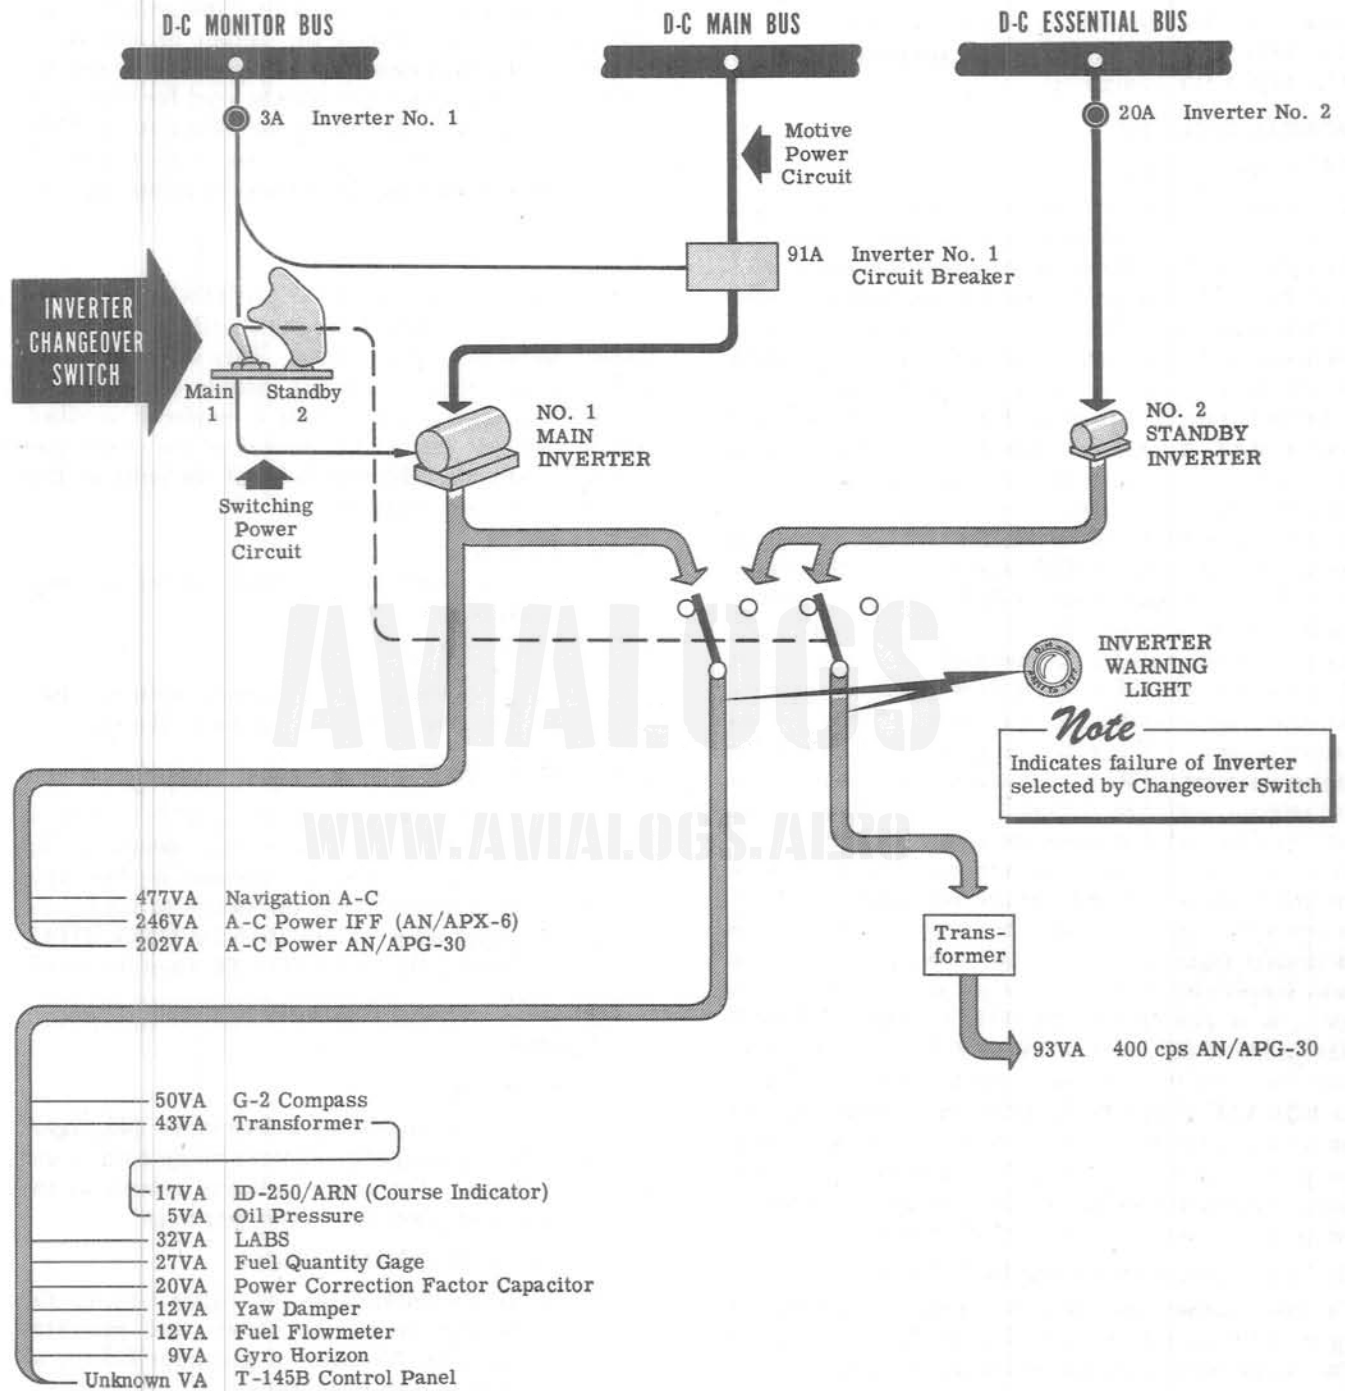 D-C MONITOR BUS
D-C MAIN BUS
D-C ESSENTIAL BUS
3A Inverter No. 1
20A Inverter No. 2
Motive
Power
Circuit
91A Inverter No. 1
Circuit Breaker
INVERTER
CHANGEOVER
SWITCH
Main
1
Standby
2
NO. 1
MAIN
INVERTER
NO. 2
STANDBY
INVERTER
Switching
Power
Circuit
INVERTER
WARNING
LIGHT
Note
Indicates failure of Inverter
selected by Changeover Switch
AVIALOGS
WWW.AVIALOGS.AERO
477VA Navigation A-C
246VA A-C Power IFF (AN/APX-6)
202VA A-C Power AN/APG-30
Trans-
former
93VA 400 cps AN/APG-30
50VA G-2 Compass
43VA Transformer
17VA ID-250/ARN (Course Indicator)
5VA Oil Pressure
32VA LABS
27VA Fuel Quantity Gage
20VA Power Correction Factor Capacitor
12VA Yaw Damper
12VA Fuel Flowmeter
9VA Gyro Horizon
Unknown VA T-145B Control Panel